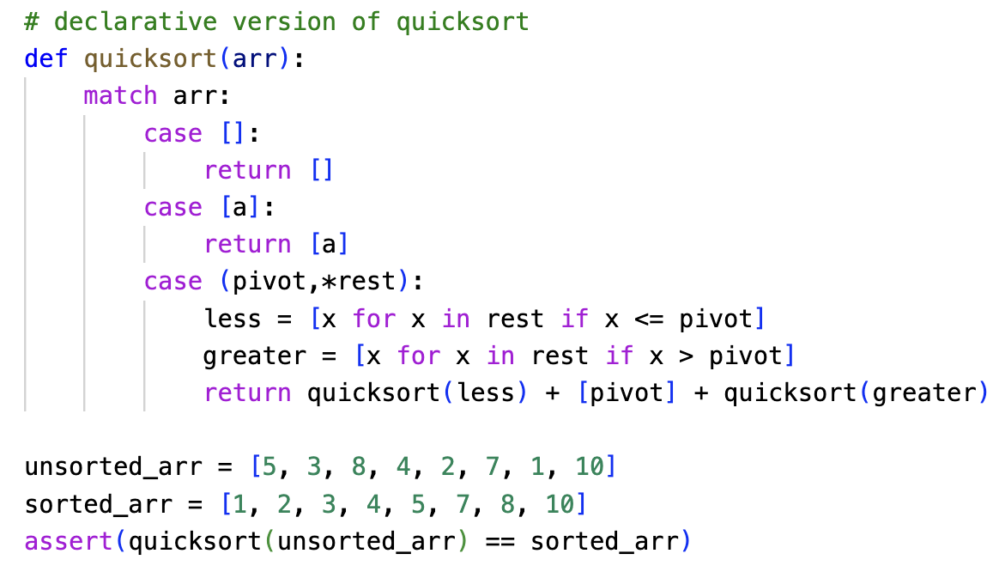 # declarative version of quicksort
def quicksort(arr):
    match arr:
        case []:
            return []
        case [a]:
            return [a]
        case (pivot,*rest):
            less = [x for x in rest if x <= pivot]
            greater = [x for x in rest if x > pivot]
            return quicksort(less) + [pivot] + quicksort(greater)

unsorted_arr = [5, 3, 8, 4, 2, 7, 1, 10]
sorted_arr = [1, 2, 3, 4, 5, 7, 8, 10]
assert(quicksort(unsorted_arr) == sorted_arr)